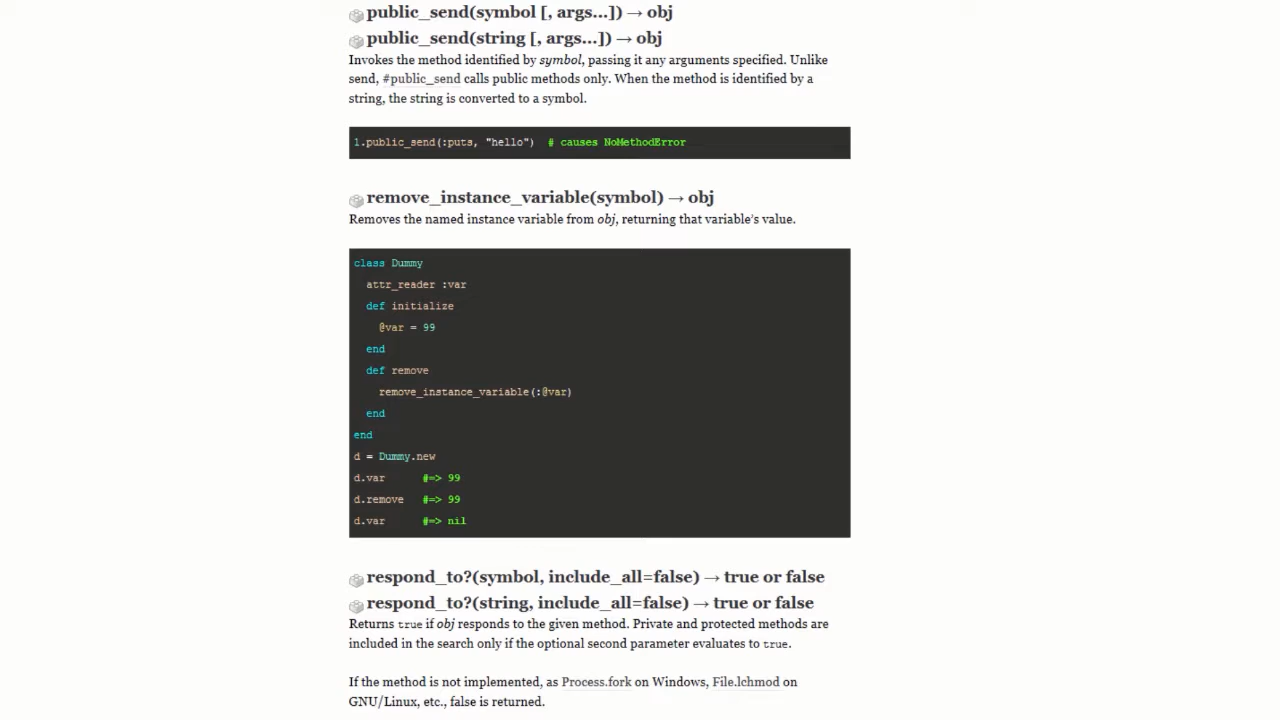 public_send(symbol [, args...]) → obj
public_send(string [, args...]) → obj
Invokes the method identified by symbol, passing it any arguments specified. Unlike
send, #public_send calls public methods only. When the method is identified by a
string, the string is converted to a symbol.
1.public_send(:puts, "hello")  # causes NoMethodError
remove_instance_variable(symbol) → obj
Removes the named instance variable from obj, returning that variable's value.
class Dummy
  attr_reader :var
  def initialize
    @var = 99
  end
  def remove
    remove_instance_variable(:@var)
  end
end
d = Dummy.new
d.var      #=> 99
d.remove   #=> 99
d.var      #=> nil
respond_to?(symbol, include_all=false) → true or false
respond_to?(string, include_all=false) → true or false
Returns true if obj responds to the given method. Private and protected methods are
included in the search only if the optional second parameter evaluates to true.
If the method is not implemented, as Process.fork on Windows, File.lchmod on
GNU/Linux, etc., false is returned.